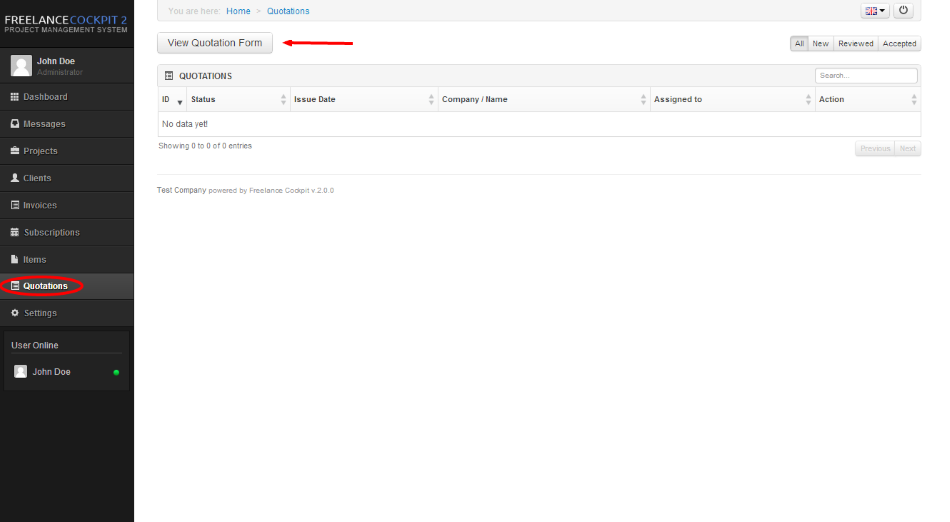 FREELANCECOCKPIT 2
PROJECT MANAGEMENT SYSTEM
John Doe
Administrator
Dashboard
Messages
Projects
Clients
Invoices
Subscriptions
Items
Quotations
Settings
User Online
John Doe
You are here: Home > Quotations
View Quotation Form
All New Reviewed Accepted
QUOTATIONS
Search...
ID Status Issue Date Company / Name Assigned to Action
No data yet!
Showing 0 to 0 of 0 entries
Previous Next
Test Company powered by Freelance Cockpit v.2.0.0